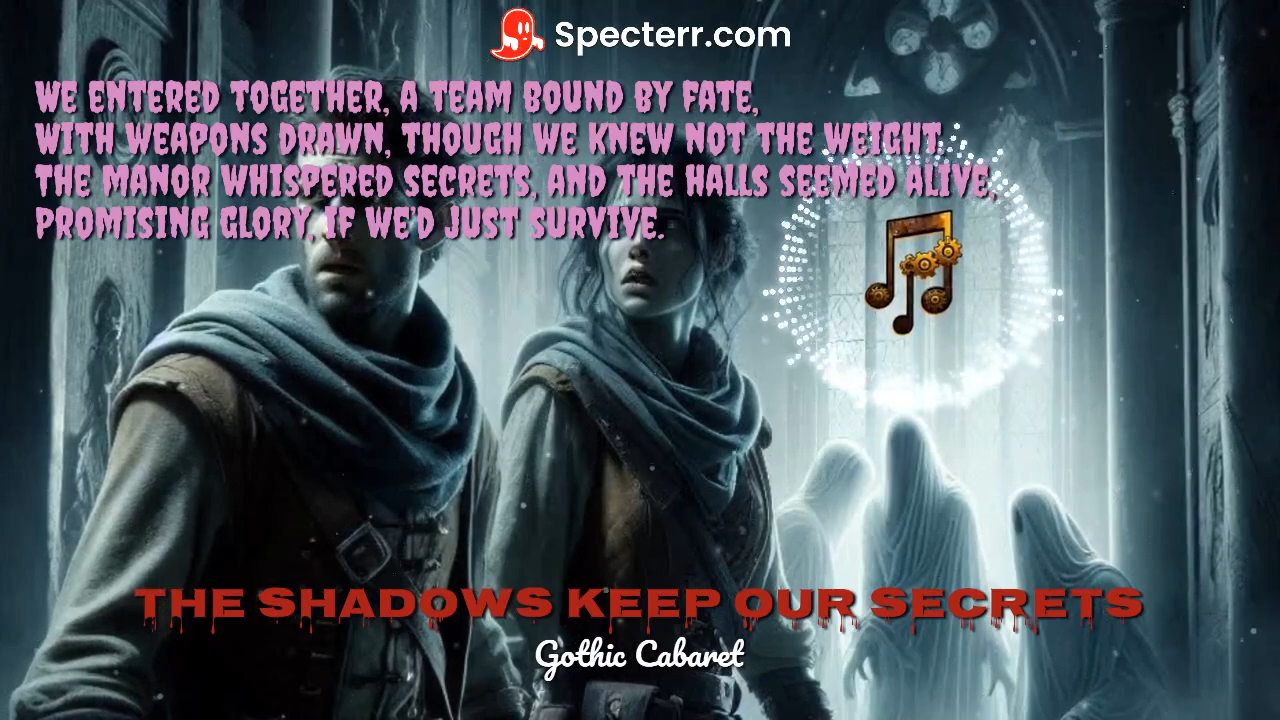 Specterr.com
WE ENTERED TOGETHER, A TEAM BOUND BY FATE,
WITH WEAPONS DRAWN, THOUGH WE KNEW NOT THE WEIGHT.
THE MANOR WHISPERED SECRETS, AND THE HALLS SEEMED ALIVE,
PROMISING GLORY, IF WE'D JUST SURVIVE.
THE SHADOWS KEEP OUR SECRETS
Gothic Cabaret